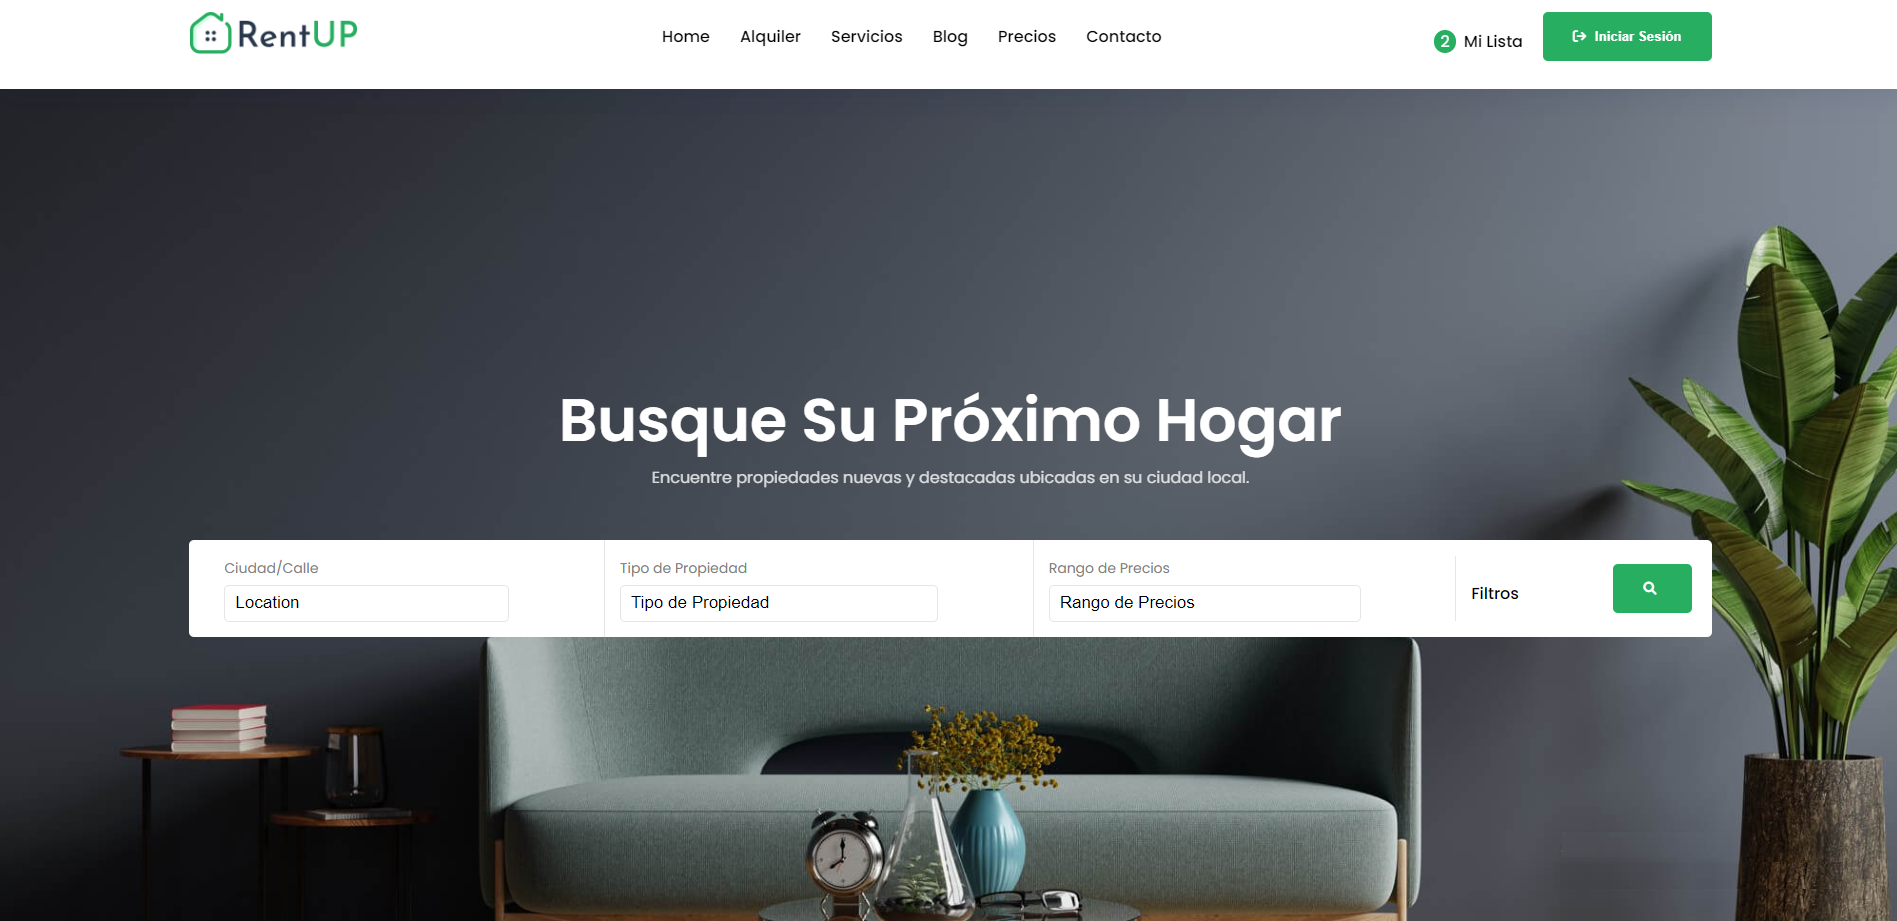 RentUP
Home Alquiler Servicios Blog Precios Contacto
2 Mi Lista
Iniciar Sesión
Busque Su Próximo Hogar
Encuentre propiedades nuevas y destacadas ubicadas en su ciudad local.
Ciudad/Calle
Location
Tipo de Propiedad
Tipo de Propiedad
Rango de Precios
Rango de Precios
Filtros